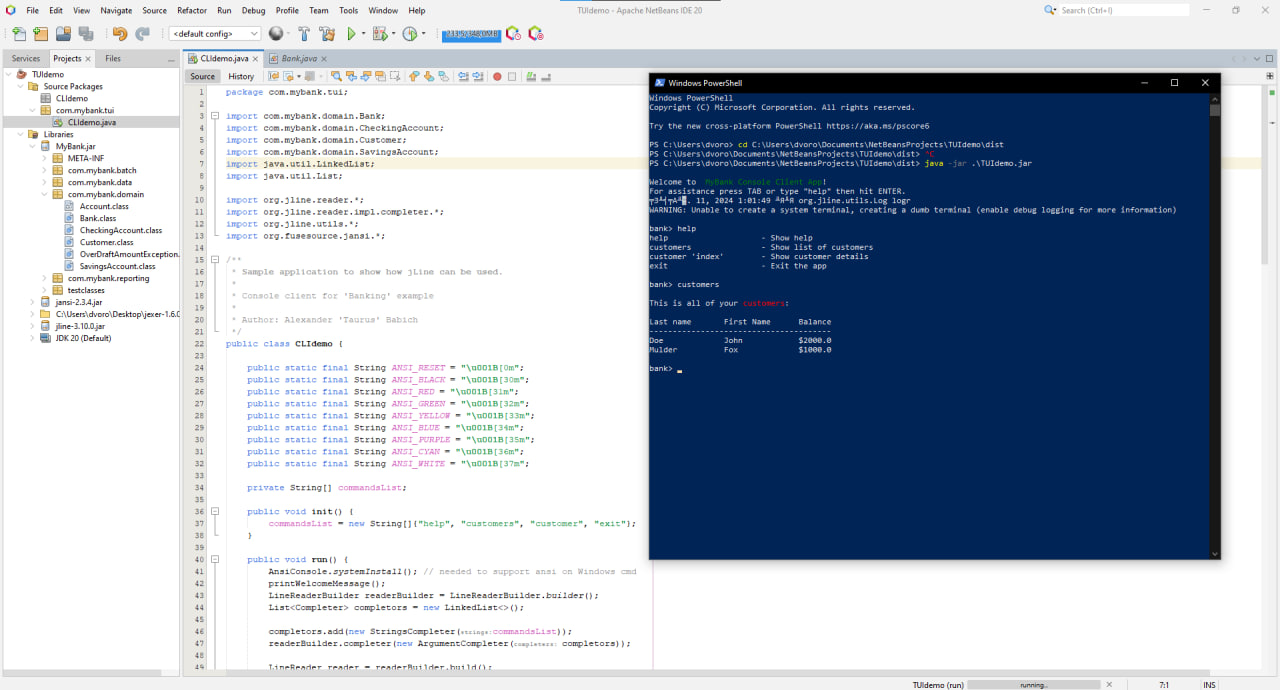 File Edit View Navigate Source Refactor Run Debug Profile Team Tools Window Help
TUIdemo - Apache NetBeans IDE 20
Search (Ctrl+I)
<default config>
Services Projects Files
CLIdemo.java Bank.java
Source History
TUIdemo
Source Packages
CLIdemo
com.mybank.tui
CLIdemo.java
Libraries
MyBank.jar
META-INF
com.mybank.batch
com.mybank.data
com.mybank.domain
Account.class
Bank.class
CheckingAccount.class
Customer.class
OverDraftAmountException.
SavingsAccount.class
com.mybank.reporting
testclasses
jansi-2.3.4.jar
C:\Users\dvoro\Desktop\jexer-1.6.0
jline-3.10.0.jar
JDK 20 (Default)
1 package com.mybank.tui;
2
3 import com.mybank.domain.Bank;
4 import com.mybank.domain.CheckingAccount;
5 import com.mybank.domain.Customer;
6 import com.mybank.domain.SavingsAccount;
7 import java.util.LinkedList;
8 import java.util.List;
9
10 import org.jline.reader.*;
11 import org.jline.reader.impl.completer.*;
12 import org.jline.utils.*;
13 import org.fusesource.jansi.*;
14
15 /**
16 * Sample application to show how jLine can be used.
17 *
18 * Console client for 'Banking' example
19 *
20 * Author: Alexander 'Taurus' Babich
21 */
22 public class CLIdemo {
23
24 public static final String ANSI_RESET = "\u001B[0m";
25 public static final String ANSI_BLACK = "\u001B[30m";
26 public static final String ANSI_RED = "\u001B[31m";
27 public static final String ANSI_GREEN = "\u001B[32m";
28 public static final String ANSI_YELLOW = "\u001B[33m";
29 public static final String ANSI_BLUE = "\u001B[34m";
30 public static final String ANSI_PURPLE = "\u001B[35m";
31 public static final String ANSI_CYAN = "\u001B[36m";
32 public static final String ANSI_WHITE = "\u001B[37m";
33
34 private String[] commandsList;
35
36 public void init() {
37 commandsList = new String[]{"help", "customers", "customer", "exit"};
38 }
39
40 public void run() {
41 AnsiConsole.systemInstall(); // needed to support ansi on Windows cmd
42 printWelcomeMessage();
43 LineReaderBuilder readerBuilder = LineReaderBuilder.builder();
44 List<Completer> completors = new LinkedList<>();
45
46 completors.add(new StringsCompleter(strings:commandsList));
47 readerBuilder.completer(new ArgumentCompleter(completers: completors));
48
49 LineReader reader = readerBuilder.build();
Windows PowerShell
Windows PowerShell
Copyright (C) Microsoft Corporation. All rights reserved.
Try the new cross-platform PowerShell https://aka.ms/pscore6
PS C:\Users\dvoro> cd C:\Users\dvoro\Documents\NetBeansProjects\TUIdemo\dist
PS C:\Users\dvoro\Documents\NetBeansProjects\TUIdemo\dist> ^C
PS C:\Users\dvoro\Documents\NetBeansProjects\TUIdemo\dist> java -jar .\TUIdemo.jar
Welcome to MyBank Console Client App!
For assistance press TAB or type "help" then hit ENTER.
. 11, 2024 1:01:49 org.jline.utils.Log logr
WARNING: Unable to create a system terminal, creating a dumb terminal (enable debug logging for more information)
bank> help
help - Show help
customers - Show list of customers
customer 'index' - Show customer details
exit - Exit the app
bank> customers
This is all of your customers:
Last name First Name Balance
---------------------------------------
Doe John $2000.0
Mulder Fox $1000.0
bank>
TUIdemo (run) running... 7:1 INS